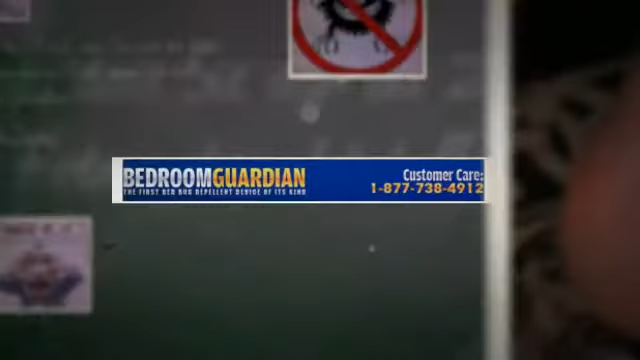 BEDROOMGUARDIAN
THE FIRST BED BUG REPELLENT DEVICE OF ITS KIND
Customer Care:
1-877-738-4912